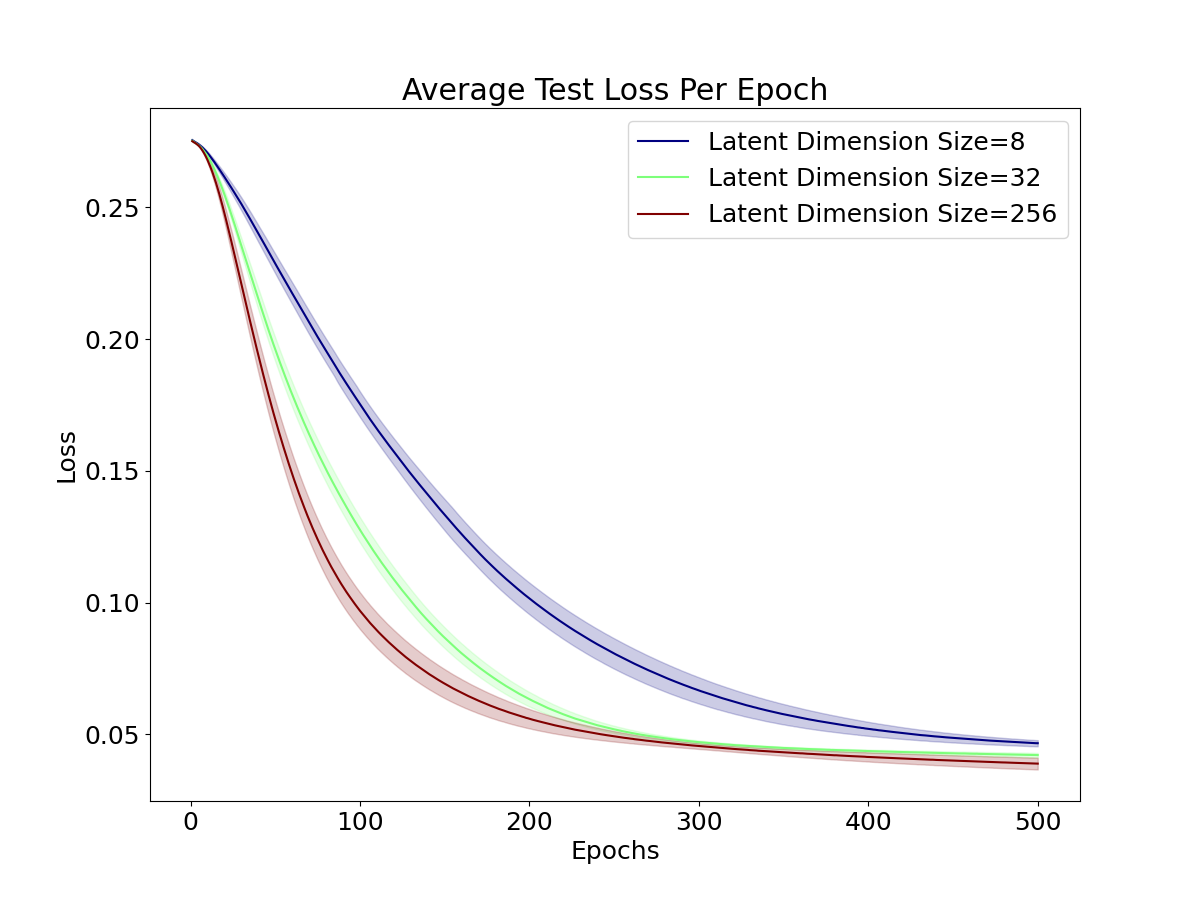 Average Test Loss Per Epoch
Latent Dimension Size=8
Latent Dimension Size=32
Latent Dimension Size=256
Loss
0.25
0.20
0.15
0.10
0.05
0 100 200 300 400 500
Epochs